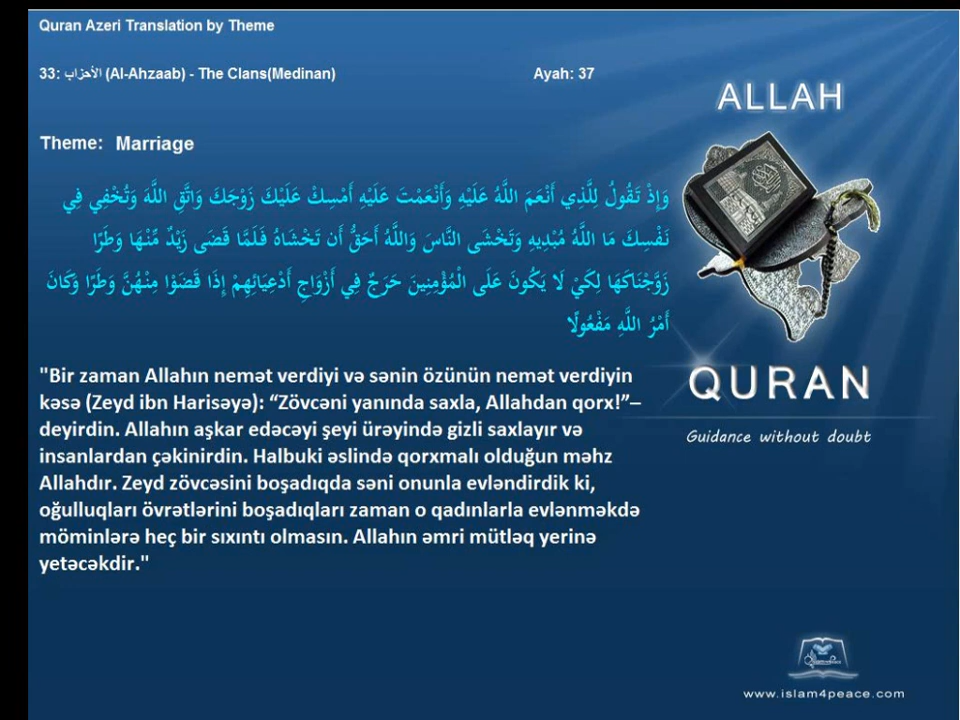 Quran Azeri Translation by Theme
33: الأحزاب (Al-Ahzaab) - The Clans(Medinan) Ayah: 37
Theme: Marriage
وَإِذْ تَقُولُ لِلَّذِي أَنْعَمَ اللَّهُ عَلَيْهِ وَأَنْعَمْتَ عَلَيْهِ أَمْسِكْ عَلَيْكَ زَوْجَكَ وَاتَّقِ اللَّهَ وَتُخْفِي فِي
نَفْسِكَ مَا اللَّهُ مُبْدِيهِ وَتَخْشَى النَّاسَ وَاللَّهُ أَحَقُّ أَن تَخْشَاهُ فَلَمَّا قَضَى زَيْدٌ مِّنْهَا وَطَرًا
زَوَّجْنَاكَهَا لِكَيْ لَا يَكُونَ عَلَى الْمُؤْمِنِينَ حَرَجٌ فِي أَزْوَاجِ أَدْعِيَائِهِمْ إِذَا قَضَوْا مِنْهُنَّ وَطَرًا وَكَانَ
أَمْرُ اللَّهِ مَفْعُولًا
"Bir zaman Allahın nemət verdiyi və sənin özünün nemət verdiyin
kəsə (Zeyd ibn Harisəyə): “Zövcəni yanında saxla, Allahdan qorx!”–
deyirdin. Allahın aşkar edəcəyi şeyi ürəyində gizli saxlayır və
insanlardan çəkinirdin. Halbuki əslində qorxmalı olduğun məhz
Allahdır. Zeyd zövcəsini boşadıqda səni onunla evləndirdik ki,
oğulluqları övrətlərini boşadıqları zaman o qadınlarla evlənməkdə
möminlərə heç bir sıxıntı olmasın. Allahın əmri mütləq yerinə
yetəcəkdir."
ALLAH
QURAN
Guidance without doubt
www.islam4peace.com